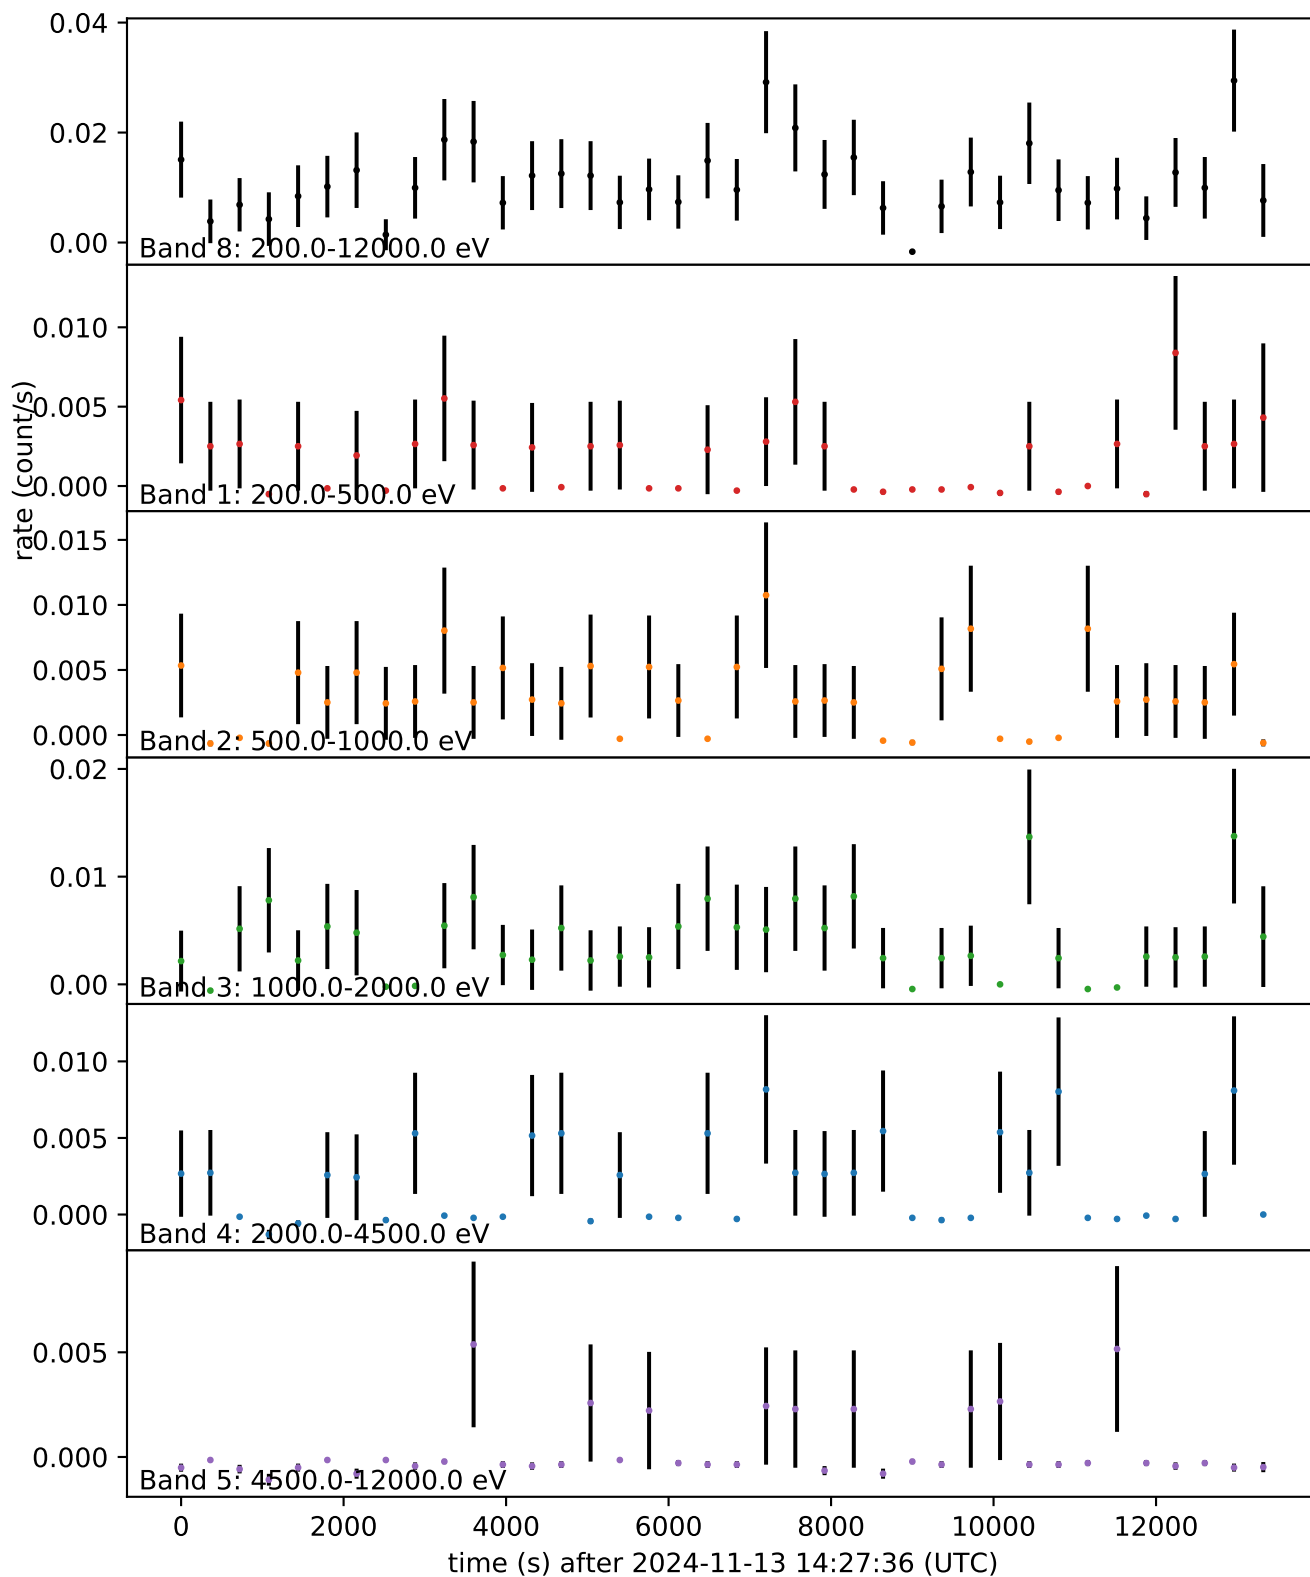 0.04
0.02
0.00
Band 8: 200.0-12000.0 eV
0.010
0.005
0.000
Band 1: 200.0-500.0 eV
rate (count/s)
0.015
0.010
0.005
0.000
Band 2: 500.0-1000.0 eV
0.02
0.01
0.00
Band 3: 1000.0-2000.0 eV
0.010
0.005
0.000
Band 4: 2000.0-4500.0 eV
0.005
0.000
Band 5: 4500.0-12000.0 eV
0 2000 4000 6000 8000 10000 12000
time (s) after 2024-11-13 14:27:36 (UTC)